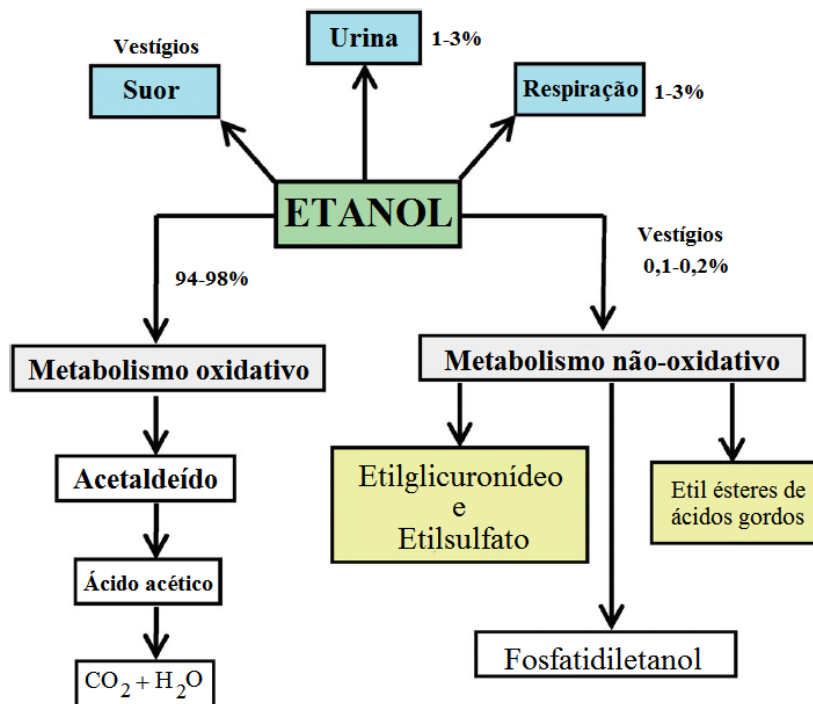 Vestígios
Suor
Urina
1-3%
Respiração
1-3%
ETANOL
94-98%
Vestígios
0,1-0,2%
Metabolismo oxidativo
Metabolismo não-oxidativo
Acetaldeído
Etilglicuronídeo
e
Etilsulfato
Etil ésteres de
ácidos gordos
Ácido acético
Fosfatidiletanol
CO₂ + H₂O